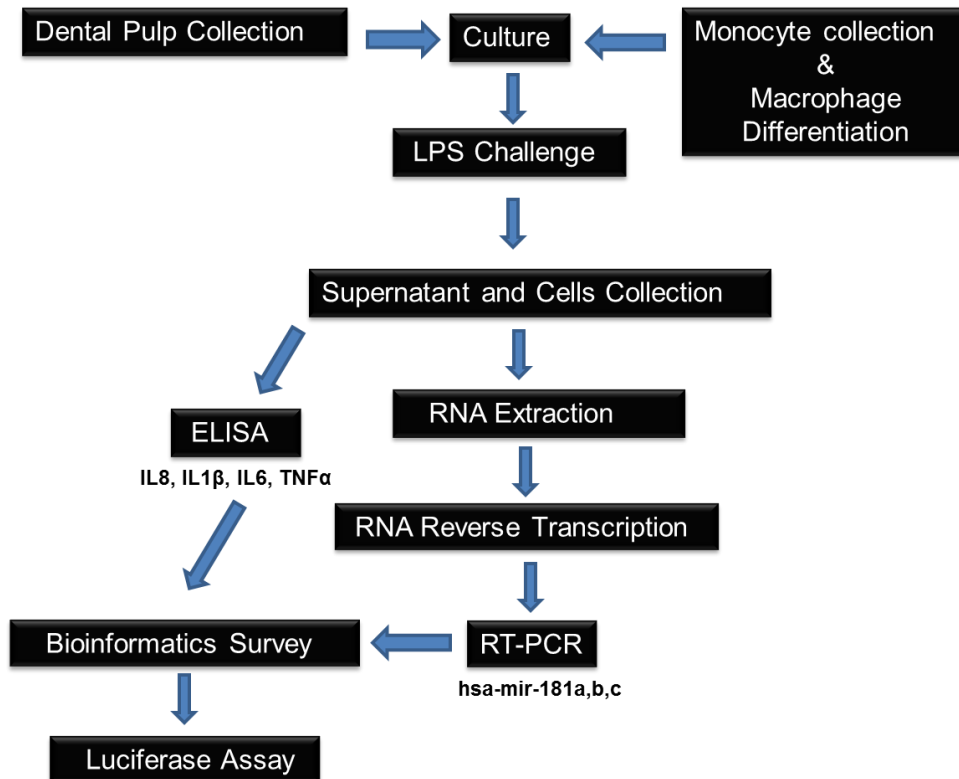 Dental Pulp Collection
Culture
Monocyte collection
&
Macrophage
Differentiation
LPS Challenge
Supernatant and Cells Collection
ELISA
IL8, IL1β, IL6, TNFα
RNA Extraction
RNA Reverse Transcription
Bioinformatics Survey
RT-PCR
hsa-mir-181a,b,c
Luciferase Assay